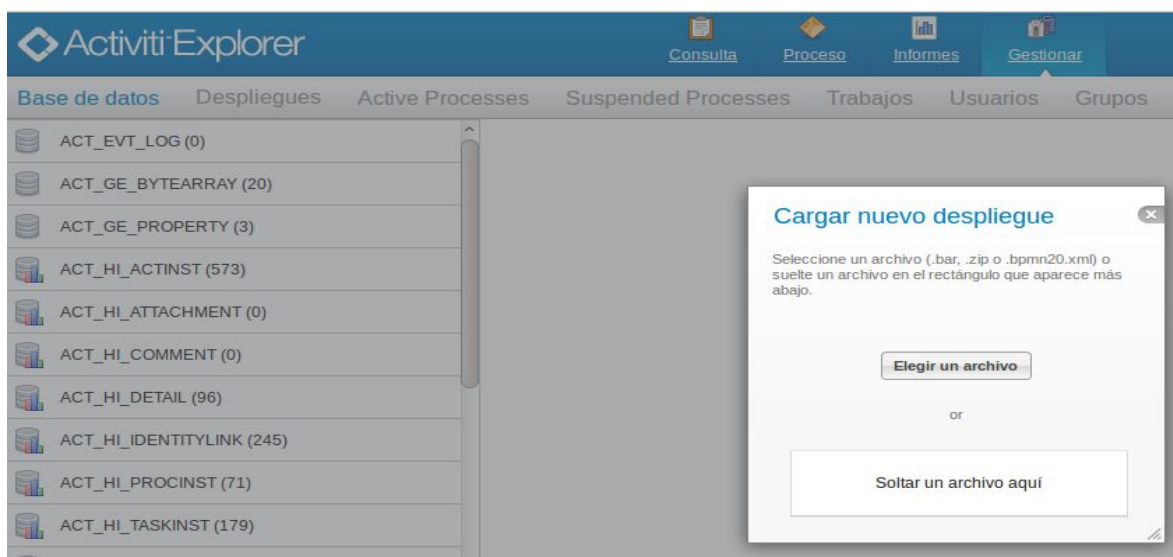 Activiti Explorer
Consulta
Proceso
Informes
Gestionar
Base de datos
Despliegues
Active Processes
Suspended Processes
Trabajos
Usuarios
Grupos
ACT_EVT_LOG (0)
ACT_GE_BYTEARRAY (20)
ACT_GE_PROPERTY (3)
ACT_HI_ACTINST (573)
ACT_HI_ATTACHMENT (0)
ACT_HI_COMMENT (0)
ACT_HI_DETAIL (96)
ACT_HI_IDENTITYLINK (245)
ACT_HI_PROCINST (71)
ACT_HI_TASKINST (179)
Cargar nuevo despliegue
Seleccione un archivo (.bar, .zip o .bpmn20.xml) o
suelte un archivo en el rectángulo que aparece más
abajo.
Elegir un archivo
or
Soltar un archivo aquí